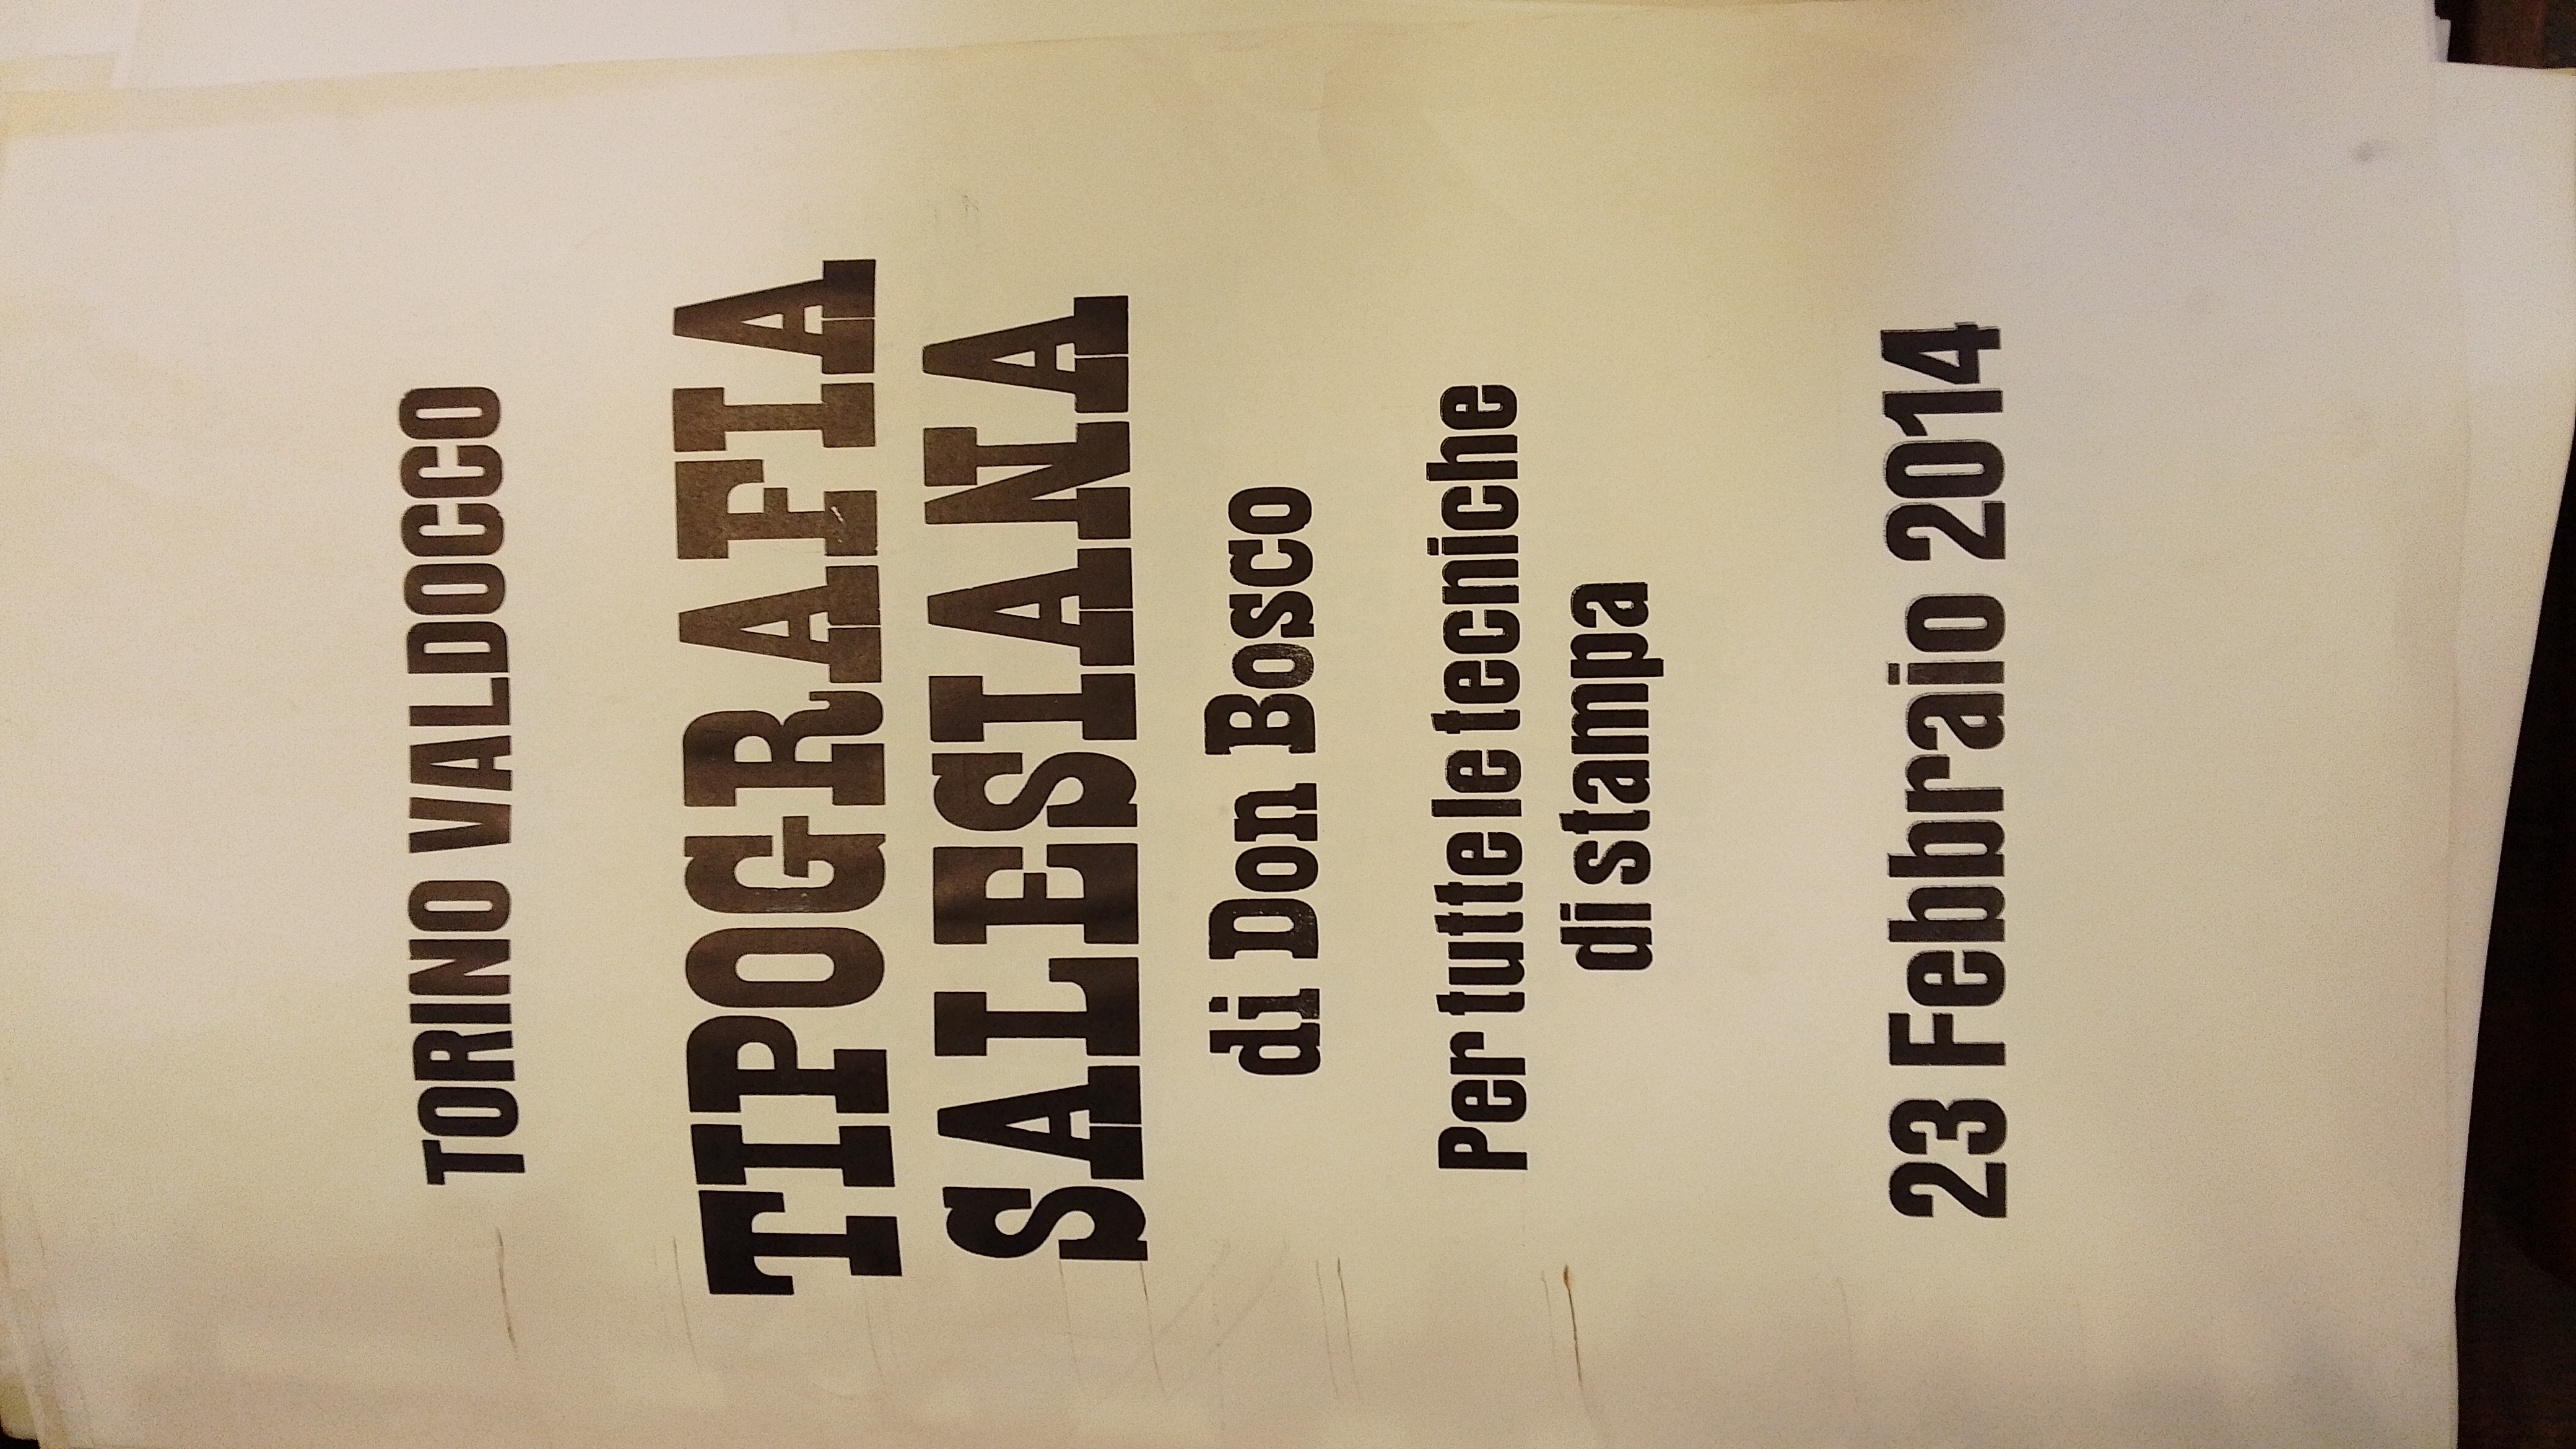 TORINO VALDOCCO
TIPOGRAFIA
SALESIANA
di Don Bosco
Per tutte le tecniche
di stampa
23 Febbraio 2014